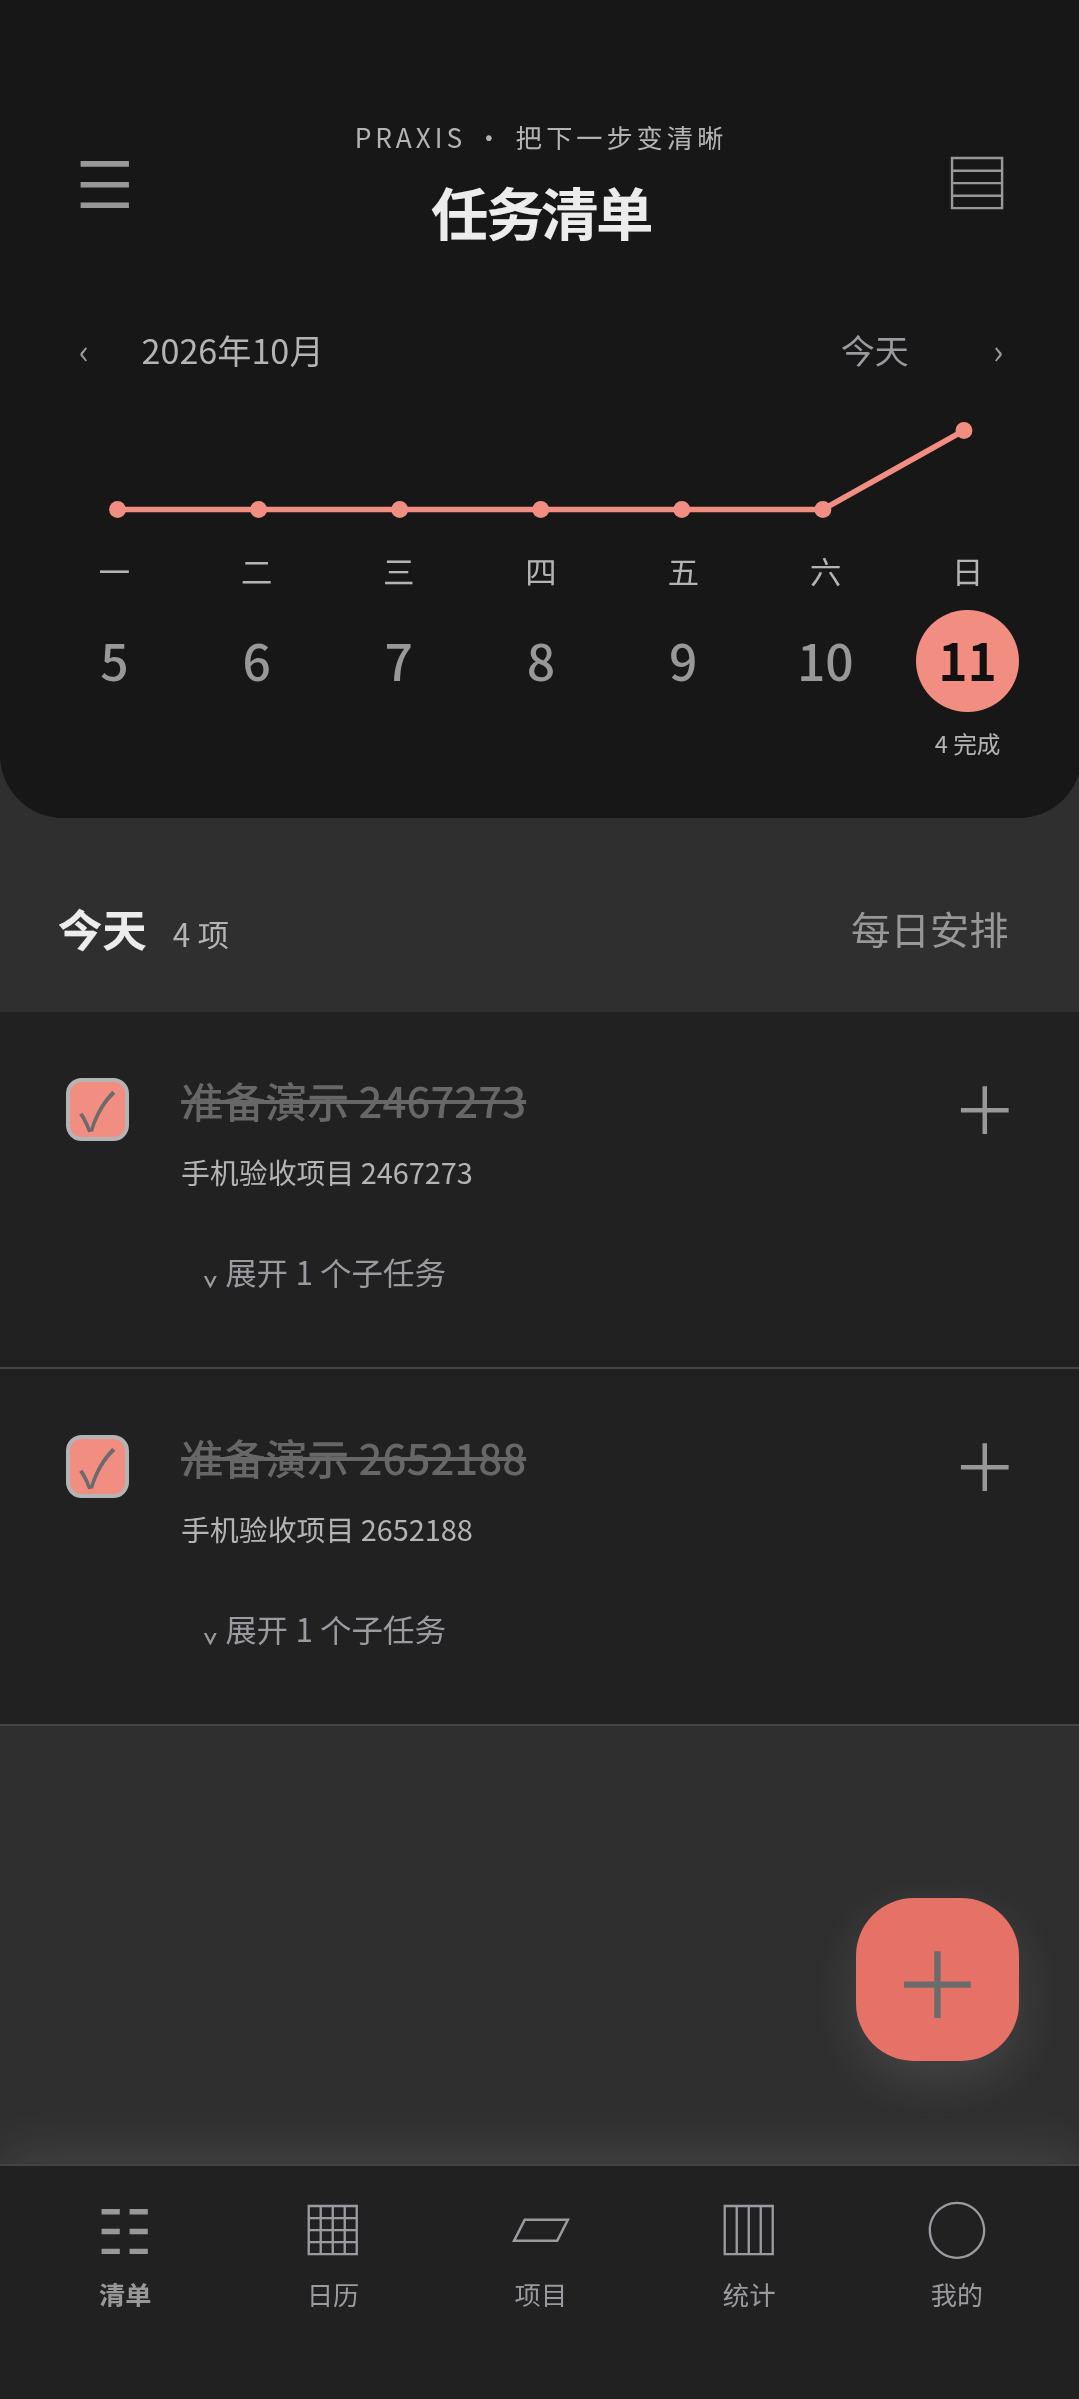 PRAXIS · 把下一步变清晰
任务清单
‹ 2026年10月 今天 ›
一 二 三 四 五 六 日
5 6 7 8 9 10 11
4 完成
今天 4 项 每日安排
准备演示 2467273
手机验收项目 2467273
展开 1 个子任务
准备演示 2652188
手机验收项目 2652188
展开 1 个子任务
清单 日历 项目 统计 我的